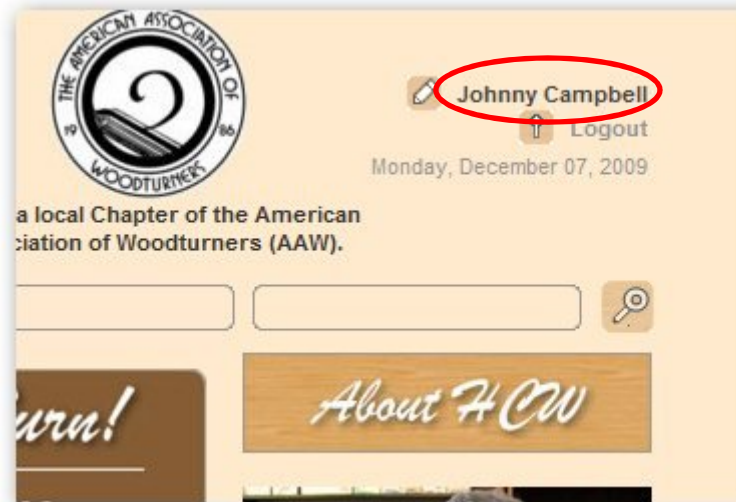 THE AMERICAN ASSOCIATION OF
19 86
WOODTURNERS
Johnny Campbell
Logout
Monday, December 07, 2009
a local Chapter of the American
ciation of Woodturners (AAW).
urn!
About HCW